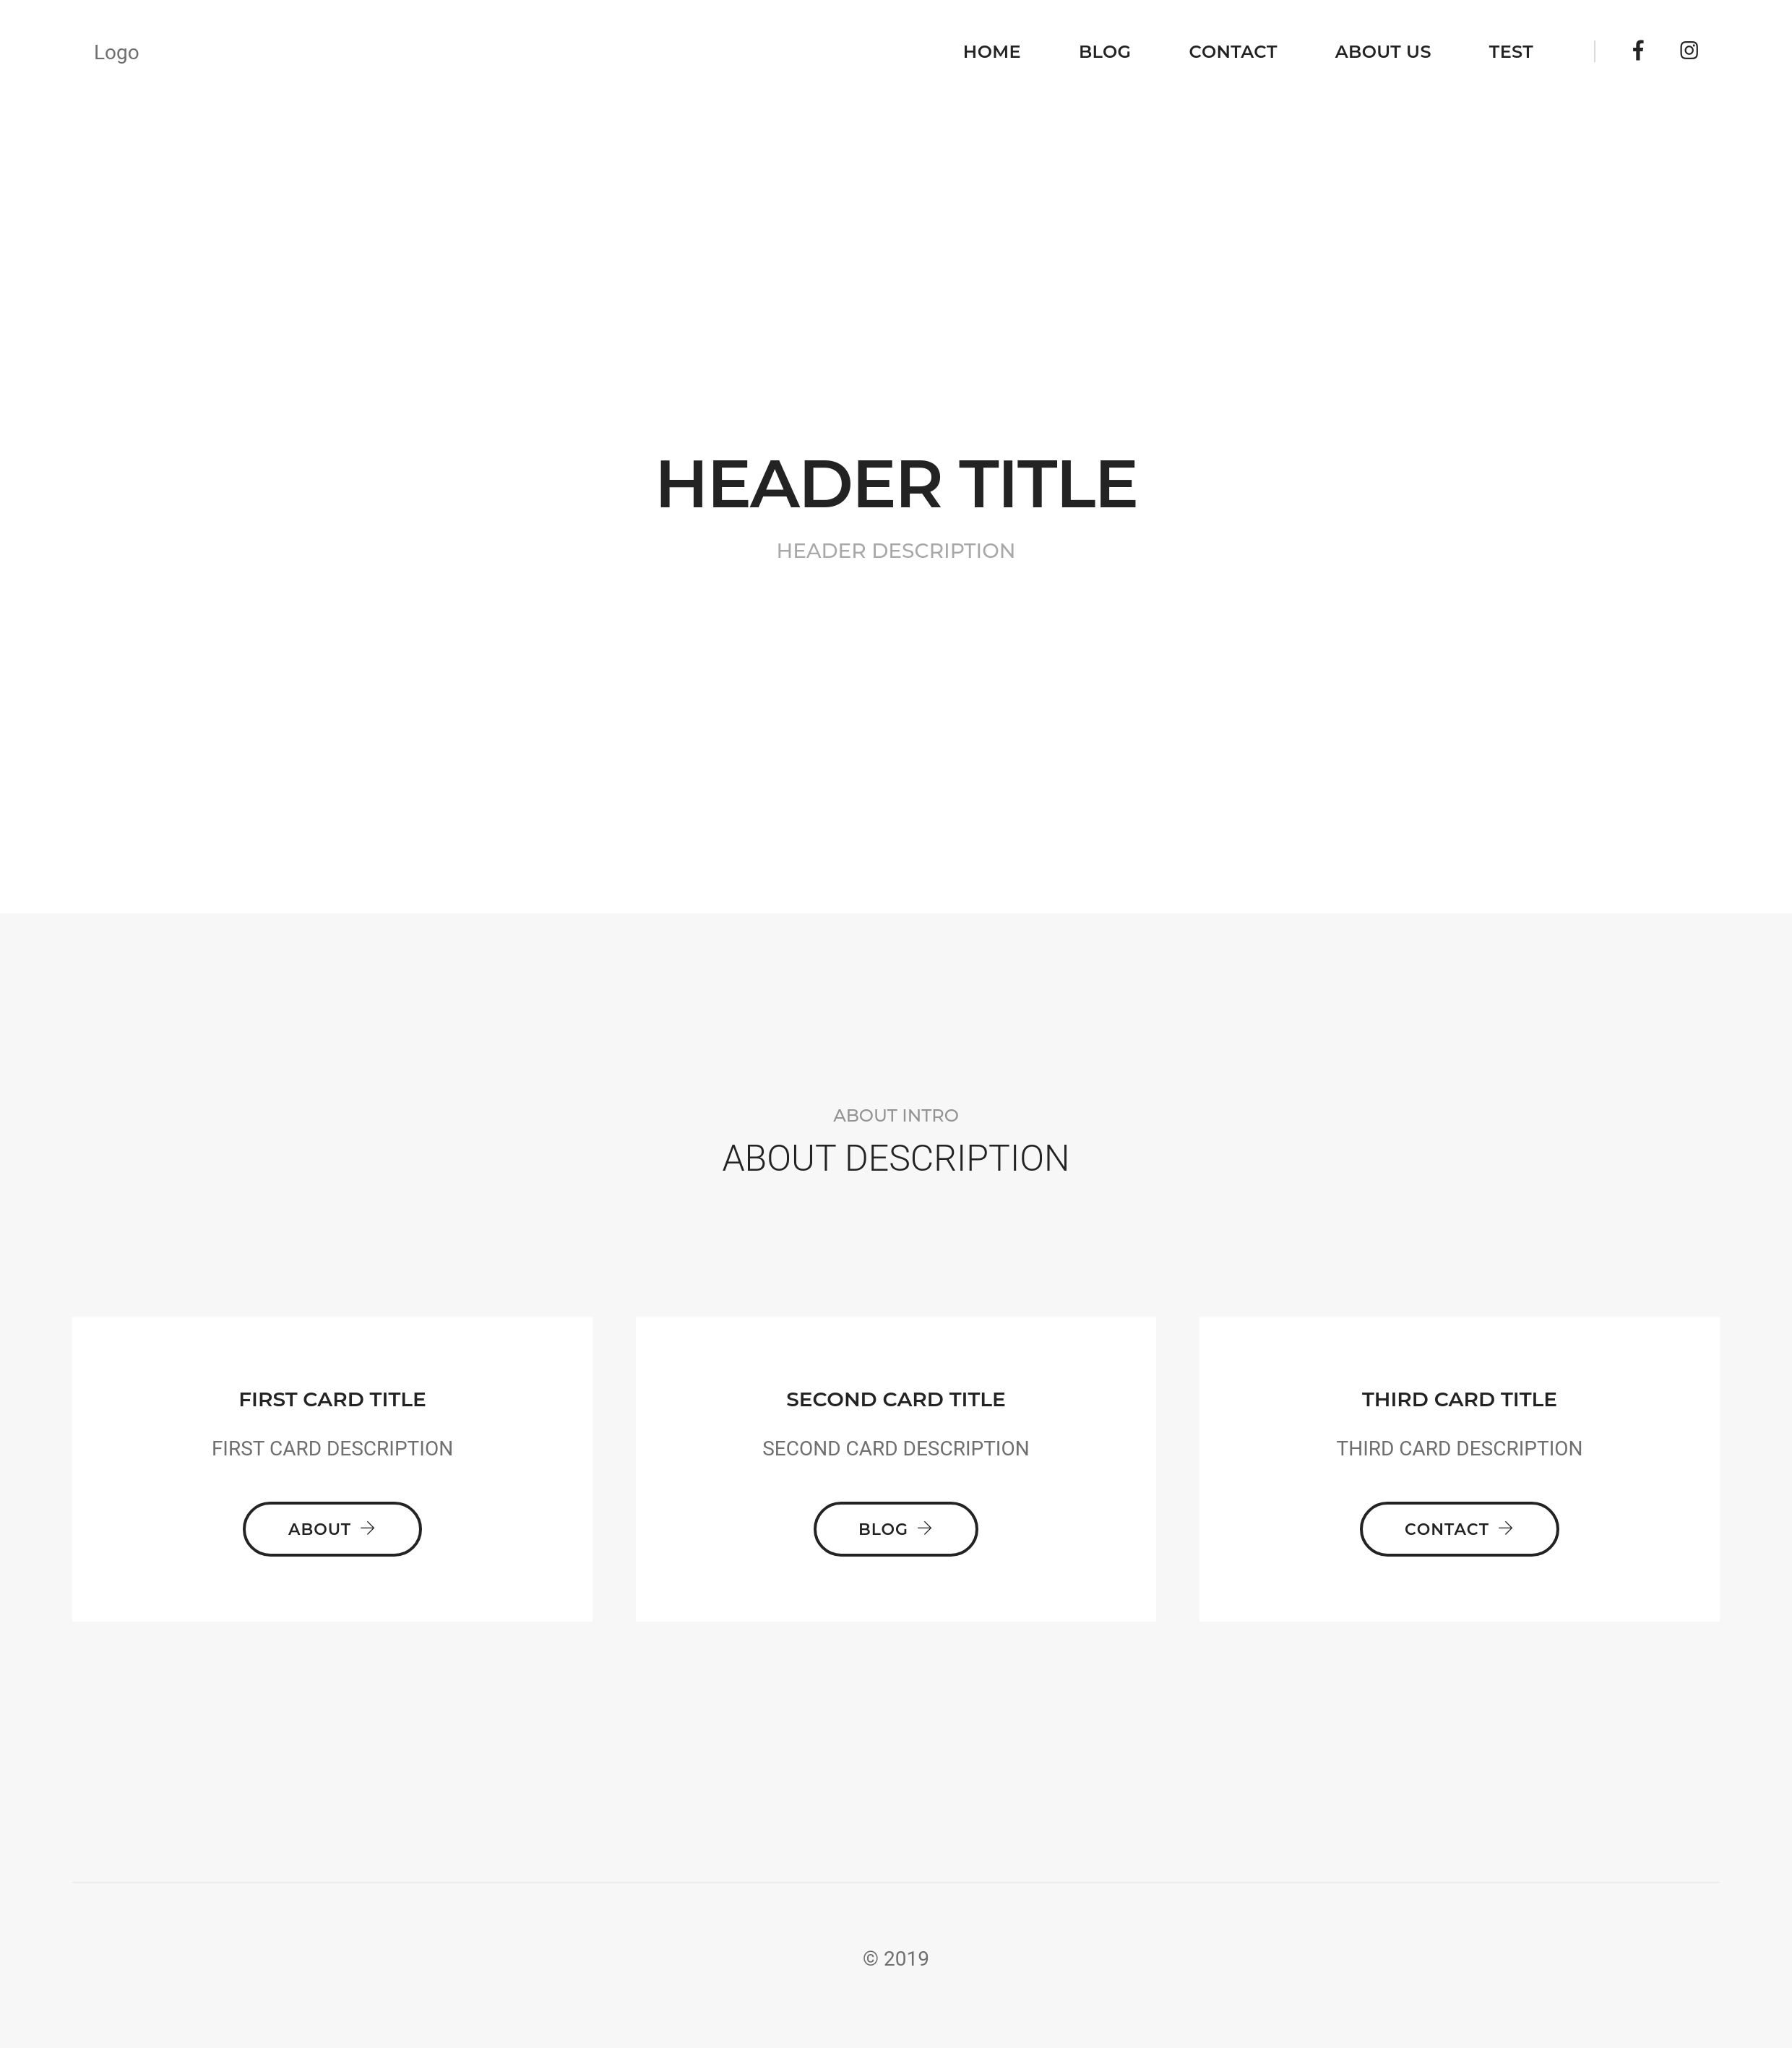 Logo
HOME BLOG CONTACT ABOUT US TEST
HEADER TITLE
HEADER DESCRIPTION
ABOUT INTRO
ABOUT DESCRIPTION
FIRST CARD TITLE
FIRST CARD DESCRIPTION
ABOUT →
SECOND CARD TITLE
SECOND CARD DESCRIPTION
BLOG →
THIRD CARD TITLE
THIRD CARD DESCRIPTION
CONTACT →
© 2019